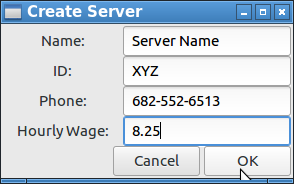 Create Server
Name: Server Name
ID: XYZ
Phone: 682-552-6513
Hourly Wage: 8.25
Cancel OK